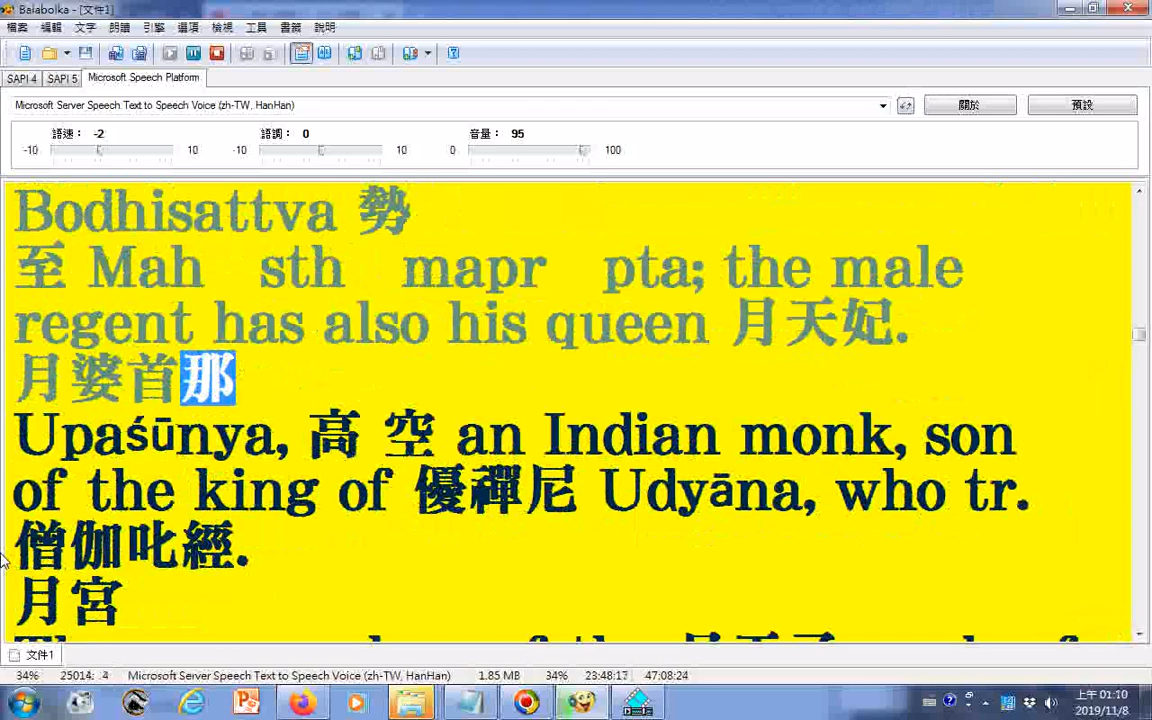 Balabolka - [文件1]
檔案 編輯 文字 朗讀 引擎 選項 檢視 工具 書籤 說明
SAPI 4 SAPI 5 Microsoft Speech Platform
Microsoft Server Speech Text to Speech Voice (zh-TW, HanHan) 關於 預設
語速： -2 語調： 0 音量： 95
-10 10 -10 10 0 100
Bodhisattva 勢
至 Mah sth mapr pta; the male
regent has also his queen 月天妃.
月婆首那
Upaśūnya, 高 空 an Indian monk, son
of the king of 優禪尼 Udyāna, who tr.
僧伽叱經.
月宮
文件1
34% 25014: 4 Microsoft Server Speech Text to Speech Voice (zh-TW, HanHan) 1.85 MB 34% 23:48:13 47:08:24
上午 01:10
2019/11/8